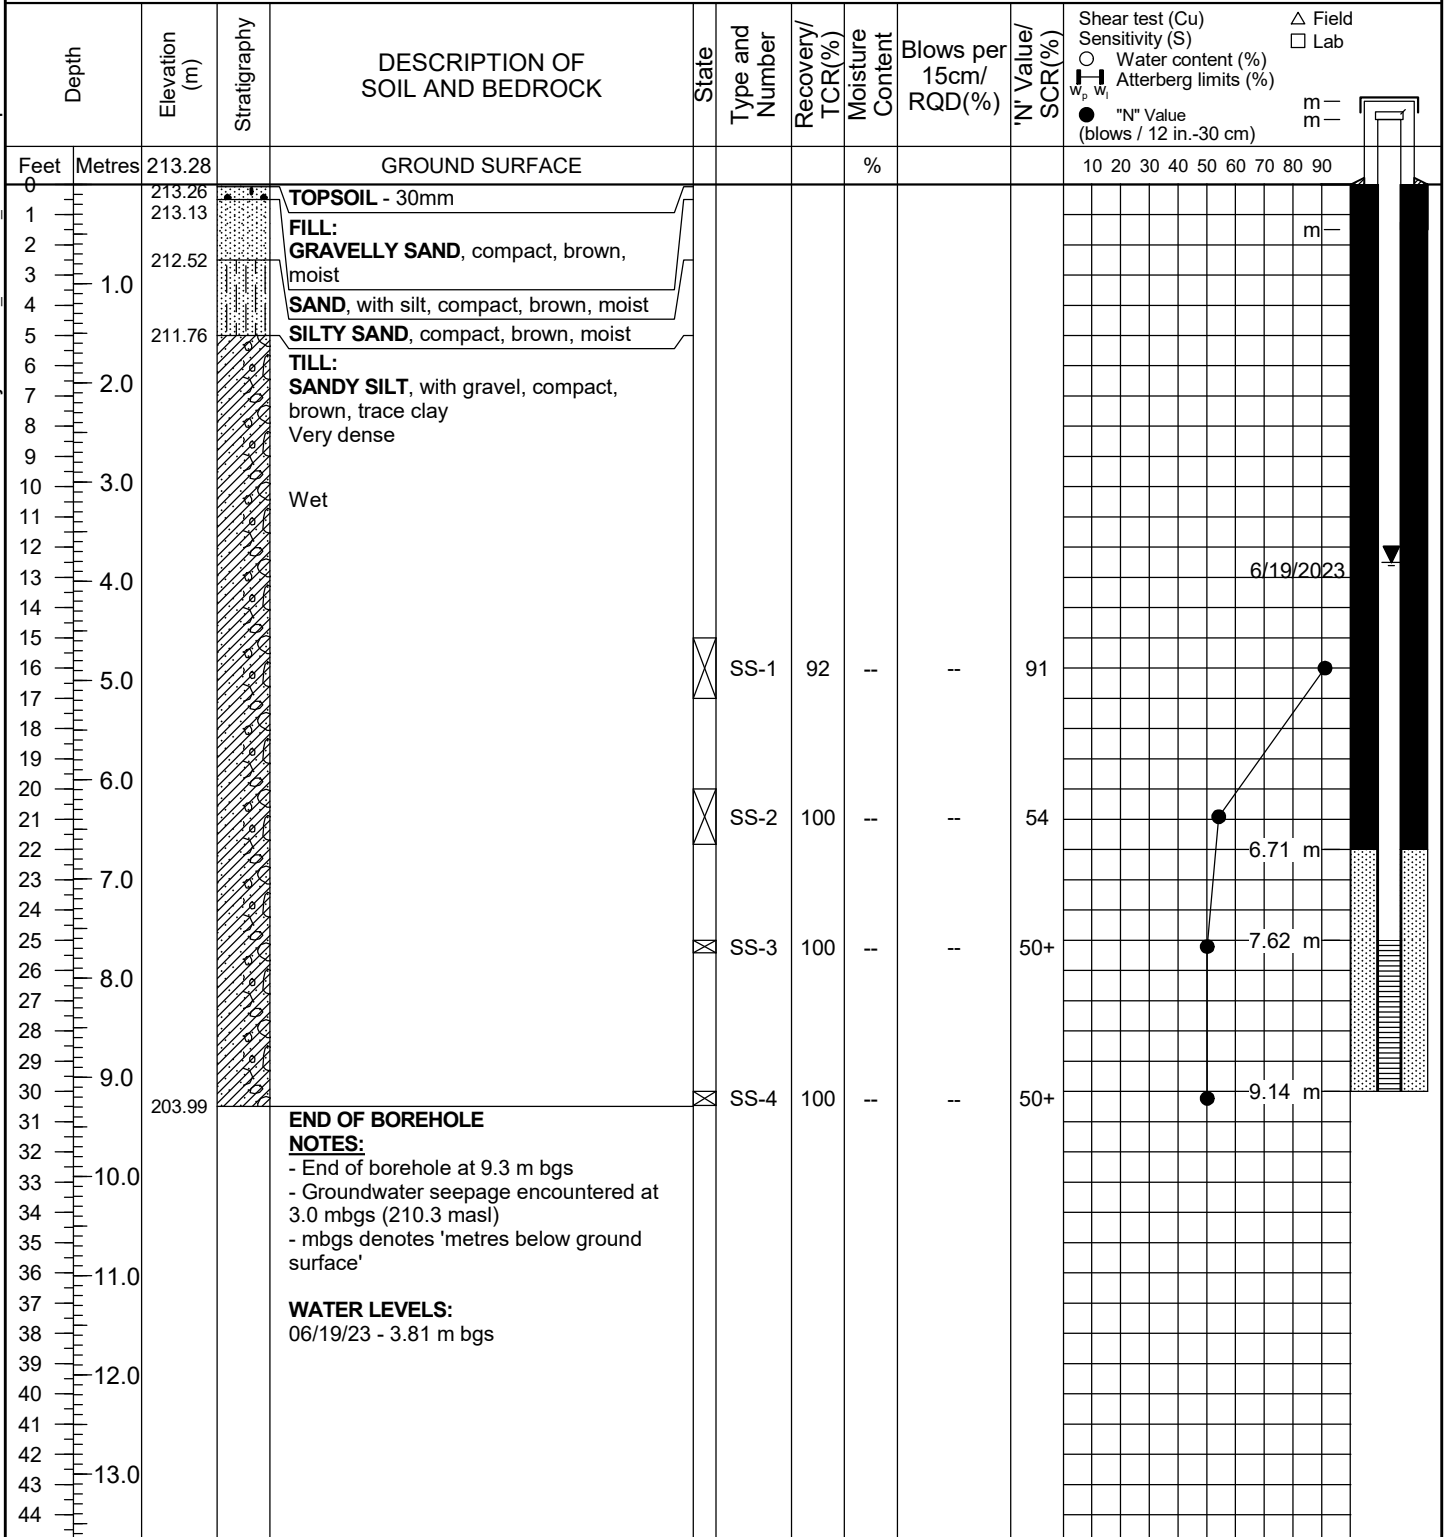 Depth
Elevation
(m)
Stratigraphy
DESCRIPTION OF
SOIL AND BEDROCK
State
Type and
Number
Recovery/
TCR(%)
Moisture
Content
Blows per
15cm/
RQD(%)
'N' Value/
SCR(%)
Shear test (Cu)
Sensitivity (S)
△ Field
□ Lab
○ Water content (%)
Atterberg limits (%)
wp wl
● "N" Value
(blows / 12 in.-30 cm)
m
m
Feet Metres 213.28 GROUND SURFACE % 10 20 30 40 50 60 70 80 90
0
213.26
TOPSOIL - 30mm
1
213.13
FILL:
m
2
GRAVELLY SAND, compact, brown,
moist
212.52
3
1.0
4
SAND, with silt, compact, brown, moist
5
211.76
SILTY SAND, compact, brown, moist
TILL:
6
SANDY SILT, with gravel, compact,
2.0
7
brown, trace clay
8
Very dense
9
3.0
10
Wet
11
12
13
6/19/2023
4.0
14
15
16
SS-1 92 -- -- 91
5.0
17
18
19
6.0
20
21
SS-2 100 -- -- 54
22
6.71 m
23
7.0
24
25
7.62 m
SS-3 100 -- -- 50+
26
8.0
27
28
29
9.0
30
9.14 m
SS-4 100 -- -- 50+
203.99
31
END OF BOREHOLE
32
NOTES:
- End of borehole at 9.3 m bgs
10.0
33
- Groundwater seepage encountered at
34
3.0 mbgs (210.3 masl)
35
- mbgs denotes 'metres below ground
surface'
36
11.0
37
WATER LEVELS:
38
06/19/23 - 3.81 m bgs
39
12.0
40
41
42
13.0
43
44